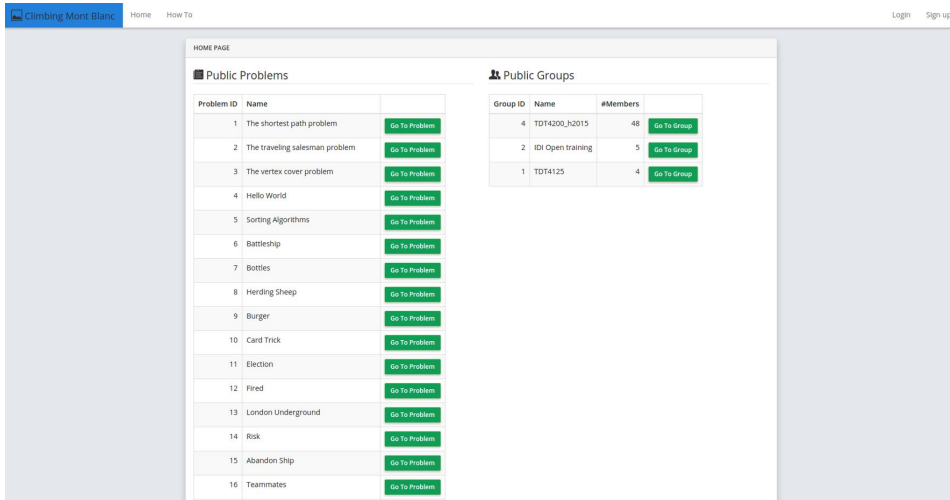 Climbing Mont Blanc Home How To Login Sign up
HOME PAGE
Public Problems
Problem ID Name
1 The shortest path problem Go To Problem
2 The traveling salesman problem Go To Problem
3 The vertex cover problem Go To Problem
4 Hello World Go To Problem
5 Sorting Algorithms Go To Problem
6 Battleship Go To Problem
7 Bottles Go To Problem
8 Herding Sheep Go To Problem
9 Burger Go To Problem
10 Card Trick Go To Problem
11 Election Go To Problem
12 Fired Go To Problem
13 London Underground Go To Problem
14 Risk Go To Problem
15 Abandon Ship Go To Problem
16 Teammates Go To Problem
Public Groups
Group ID Name #Members
4 TDT4200_h2015 48 Go To Group
2 IDI Open training 5 Go To Group
1 TDT4125 4 Go To Group